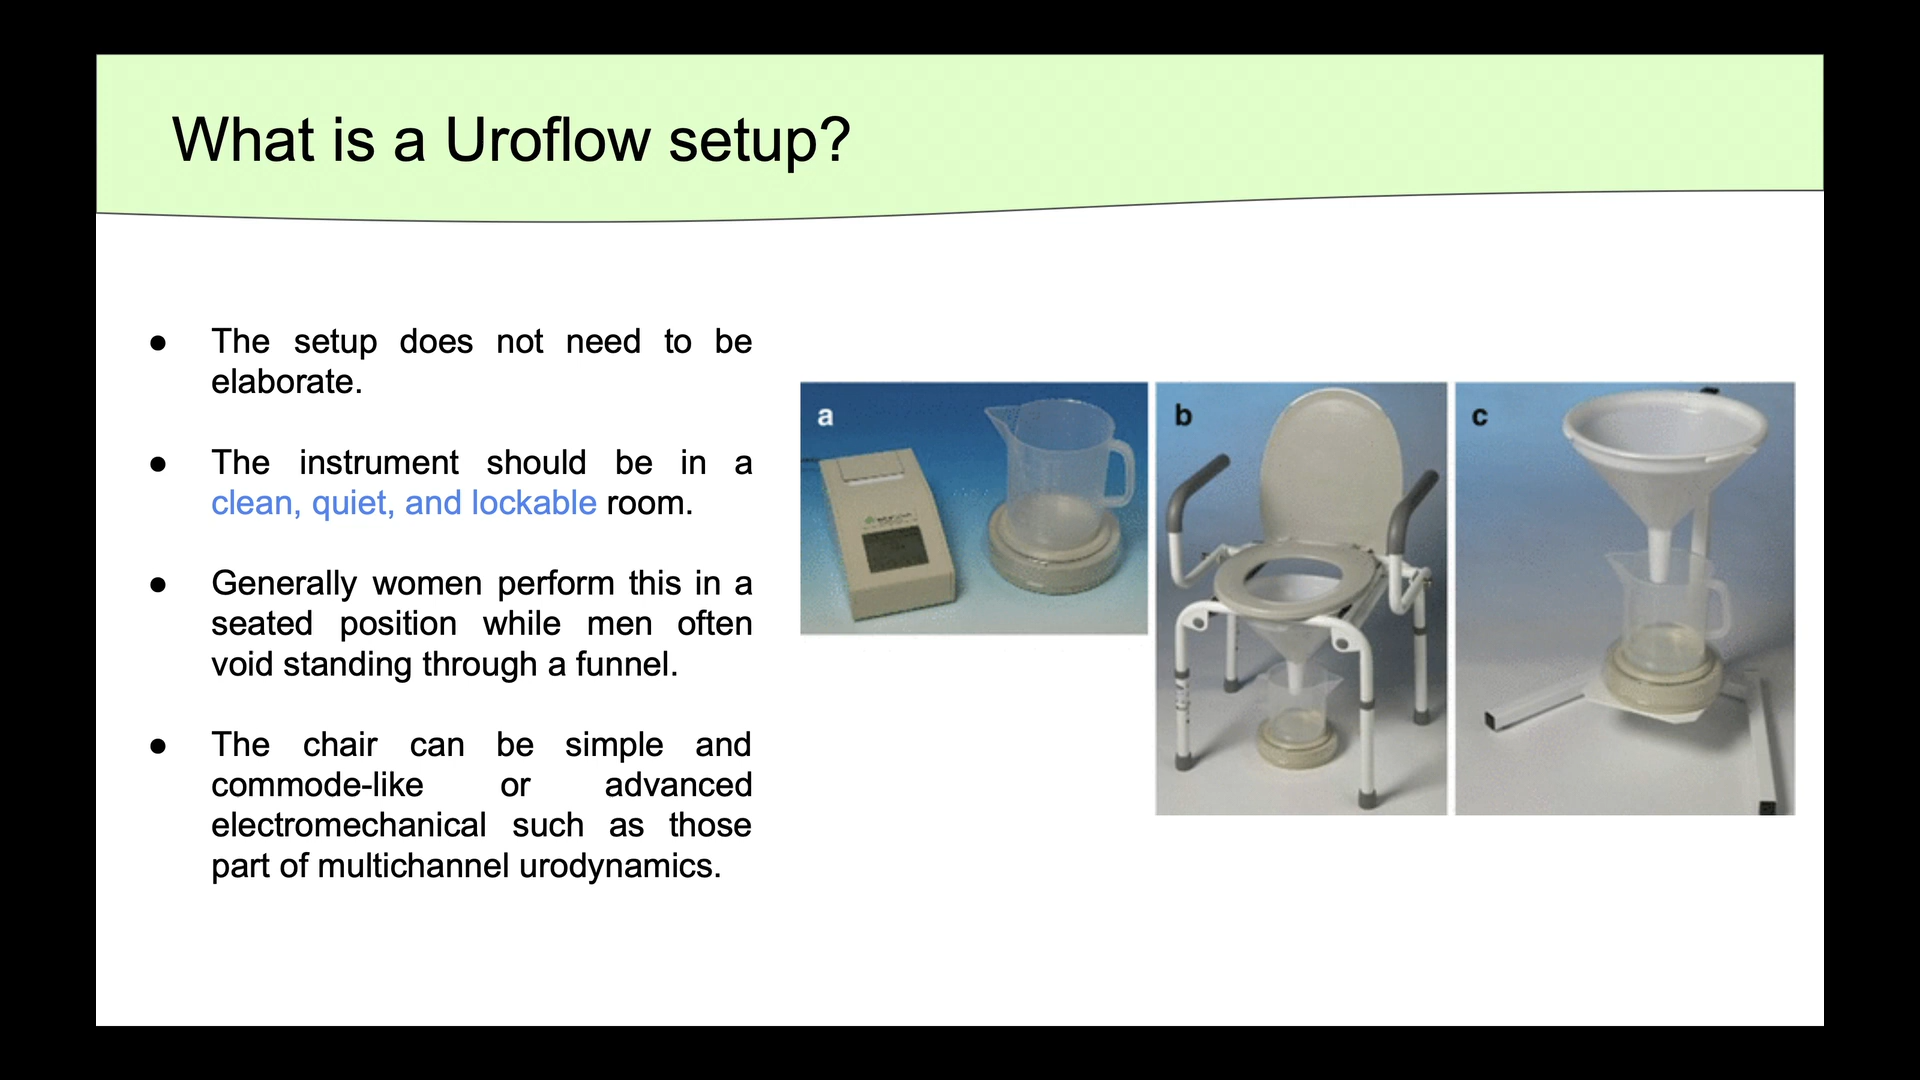 What is a Uroflow setup?
● The setup does not need to be
elaborate.
● The instrument should be in a
clean, quiet, and lockable room.
● Generally women perform this in a
seated position while men often
void standing through a funnel.
● The chair can be simple and
commode-like or advanced
electromechanical such as those
part of multichannel urodynamics.
a
b
c